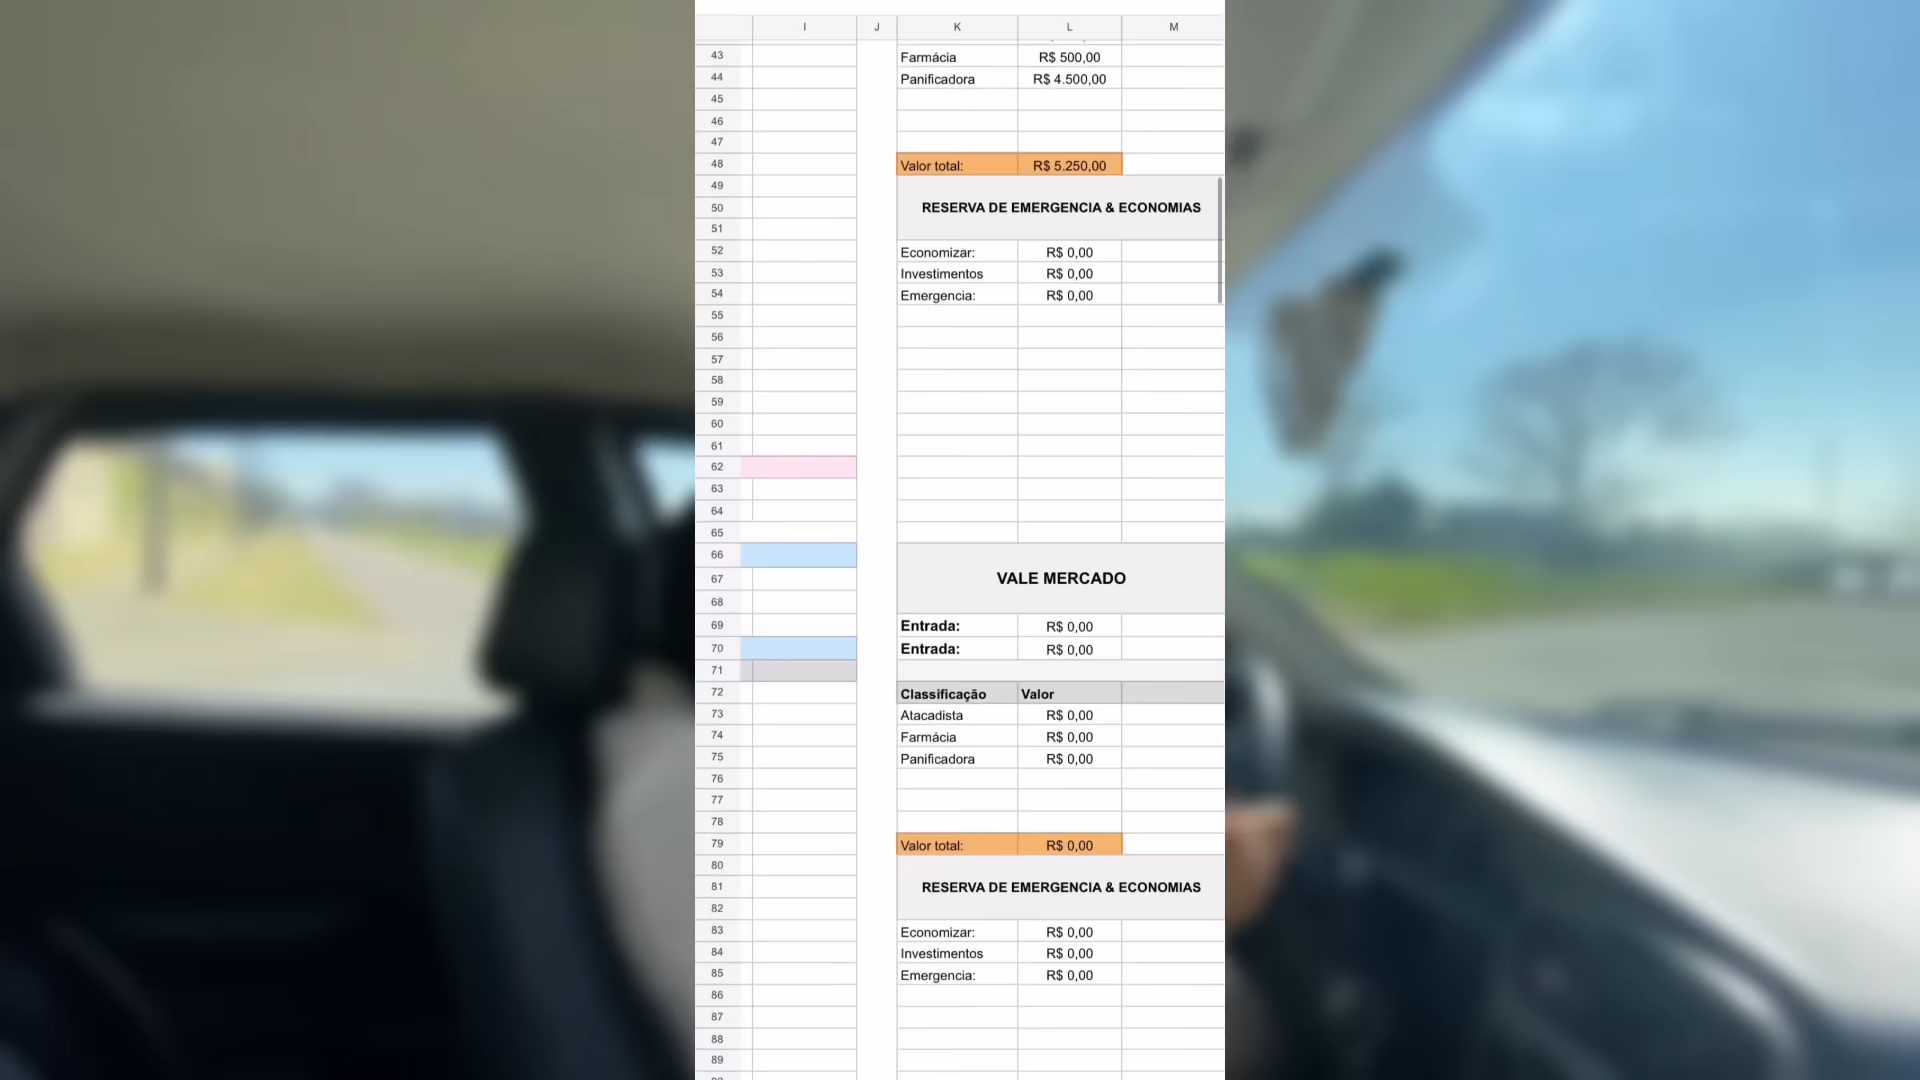 I J K L M
43 Farmácia R$ 500,00
44 Panificadora R$ 4.500,00
45
46
47
48 Valor total: R$ 5.250,00
49
50 RESERVA DE EMERGENCIA & ECONOMIAS
51
52 Economizar: R$ 0,00
53 Investimentos R$ 0,00
54 Emergencia: R$ 0,00
55
56
57
58
59
60
61
62
63
64
65
66
67 VALE MERCADO
68
69 Entrada: R$ 0,00
70 Entrada: R$ 0,00
71
72 Classificação Valor
73 Atacadista R$ 0,00
74 Farmácia R$ 0,00
75 Panificadora R$ 0,00
76
77
78
79 Valor total: R$ 0,00
80
81 RESERVA DE EMERGENCIA & ECONOMIAS
82
83 Economizar: R$ 0,00
84 Investimentos R$ 0,00
85 Emergencia: R$ 0,00
86
87
88
89